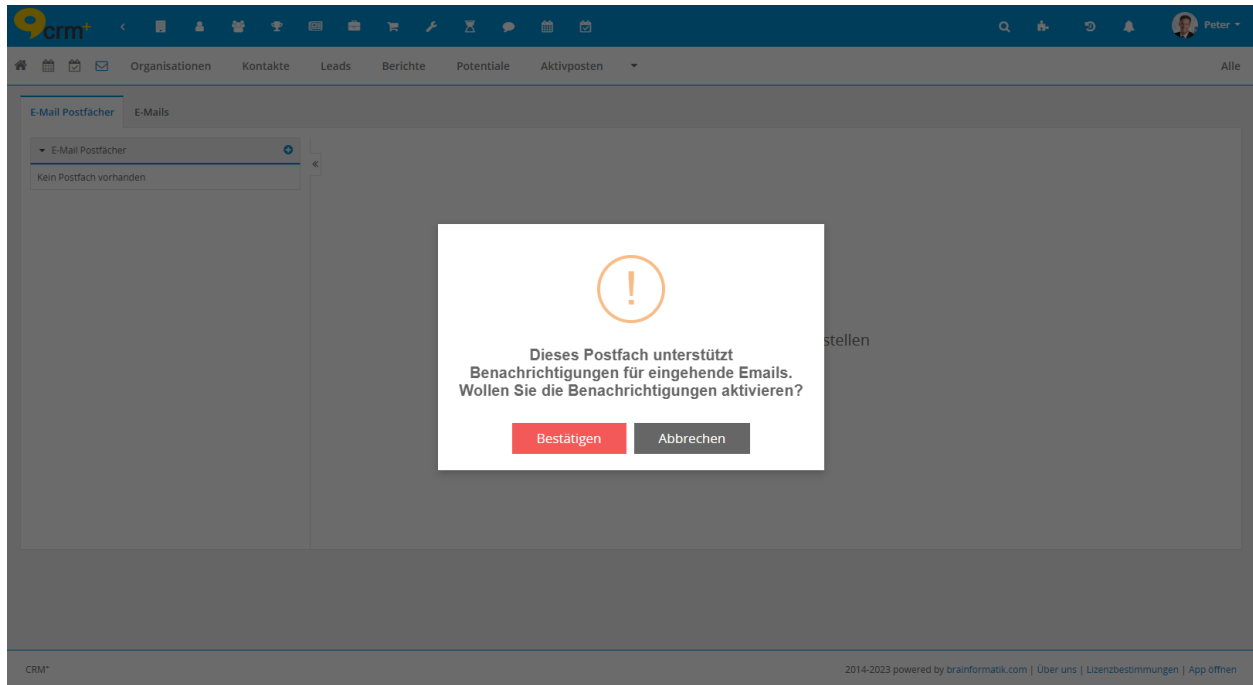 crm+ Peter
Organisationen Kontakte Leads Berichte Potentiale Aktivposten Alle
E-Mail Postfächer E-Mails
E-Mail Postfächer
Kein Postfach vorhanden
!
stellen
Dieses Postfach unterstützt
Benachrichtigungen für eingehende Emails.
Wollen Sie die Benachrichtigungen aktivieren?
Bestätigen Abbrechen
CRM+ 2014-2023 powered by brainformatik.com | Über uns | Lizenzbestimmungen | App öffnen